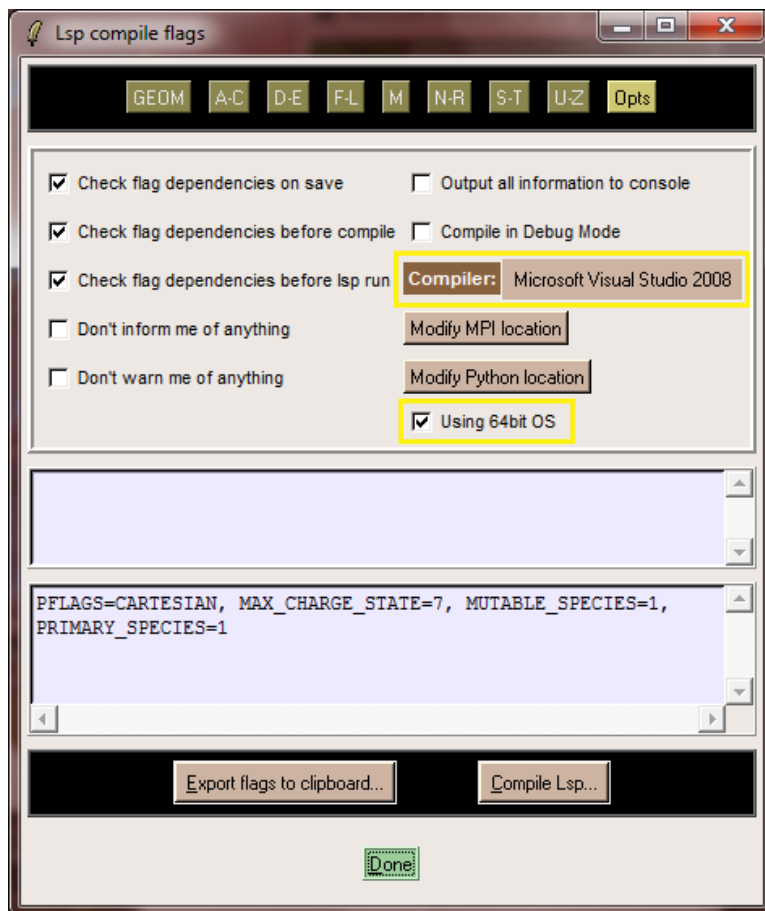 Lsp compile flags
GEOM A-C D-E F-L M N-R S-T U-Z Opts
Check flag dependencies on save
Output all information to console
Check flag dependencies before compile
Compile in Debug Mode
Check flag dependencies before lsp run
Compiler: Microsoft Visual Studio 2008
Don't inform me of anything
Modify MPI location
Don't warn me of anything
Modify Python location
Using 64bit OS
PFLAGS=CARTESIAN, MAX_CHARGE_STATE=7, MUTABLE_SPECIES=1,
PRIMARY_SPECIES=1
Export flags to clipboard...
Compile Lsp...
Done